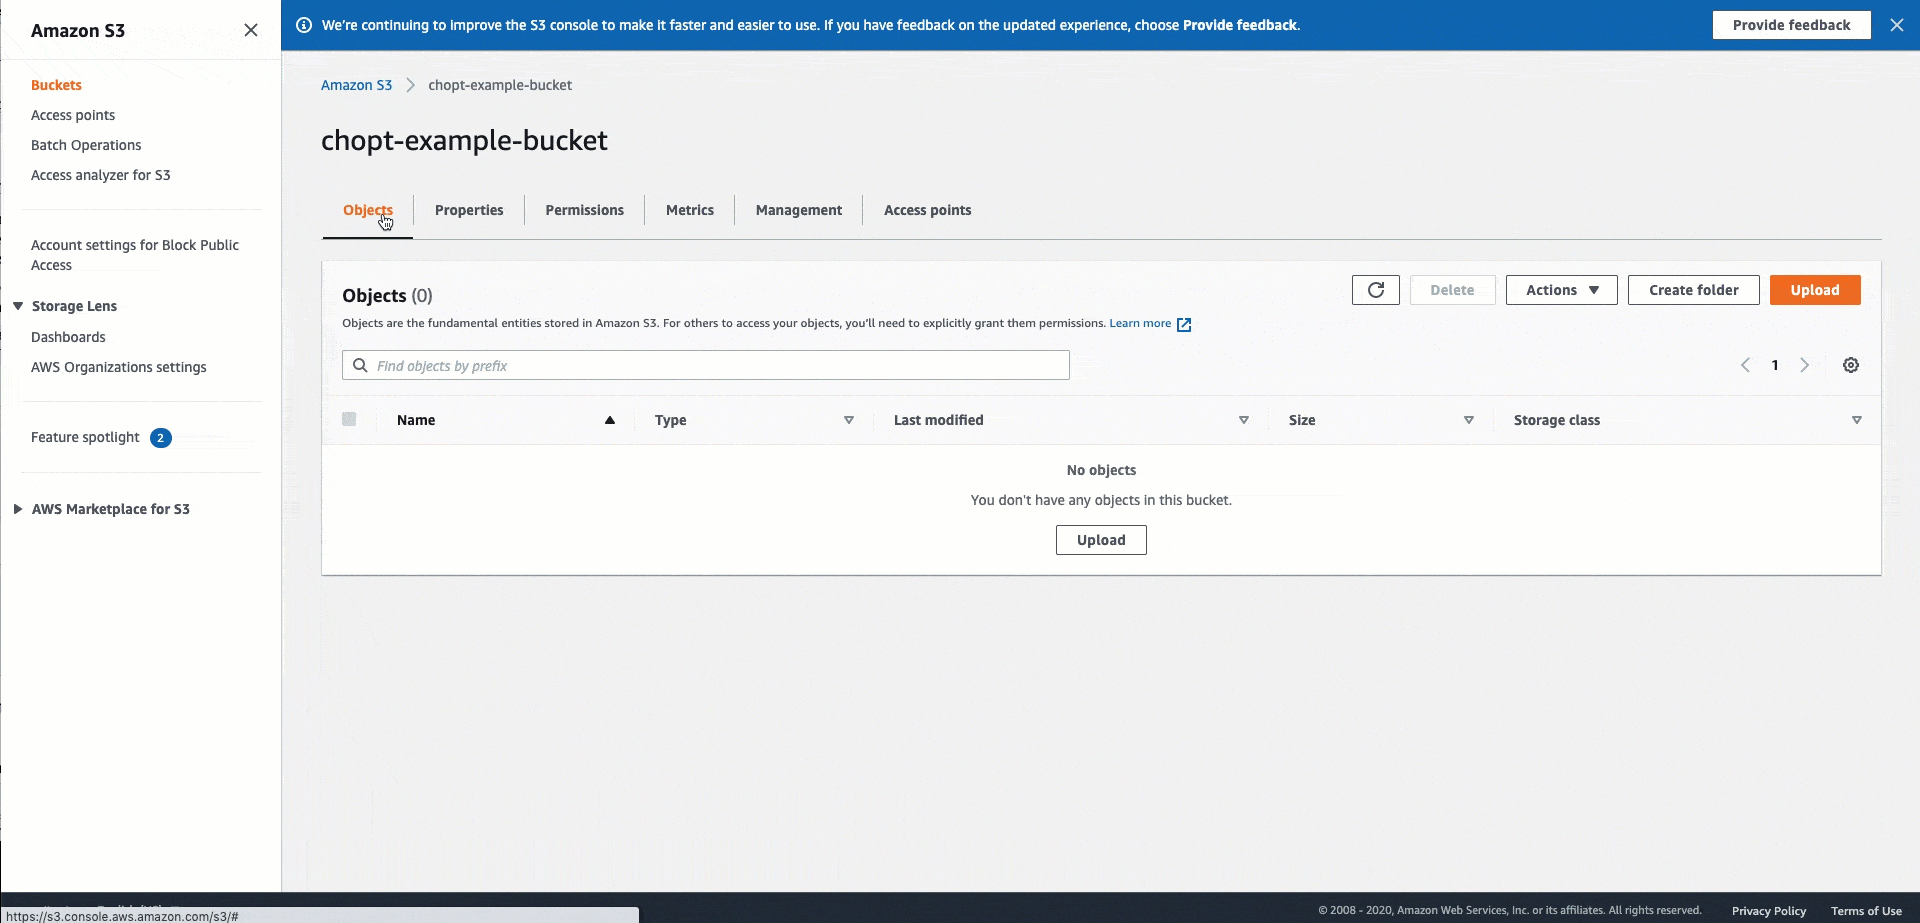 Amazon S3
We're continuing to improve the S3 console to make it faster and easier to use. If you have feedback on the updated experience, choose Provide feedback.
Provide feedback
Buckets
Access points
Batch Operations
Access analyzer for S3
Account settings for Block Public
Access
Storage Lens
Dashboards
AWS Organizations settings
Feature spotlight 2
AWS Marketplace for S3
Amazon S3 > chopt-example-bucket
chopt-example-bucket
Objects Properties Permissions Metrics Management Access points
Objects (0)
Delete Actions Create folder Upload
Objects are the fundamental entities stored in Amazon S3. For others to access your objects, you'll need to explicitly grant them permissions. Learn more
Find objects by prefix
1
Name Type Last modified Size Storage class
No objects
You don't have any objects in this bucket.
Upload
https://s3.console.aws.amazon.com/s3/#
© 2008 - 2020, Amazon Web Services, Inc. or its affiliates. All rights reserved. Privacy Policy Terms of Use